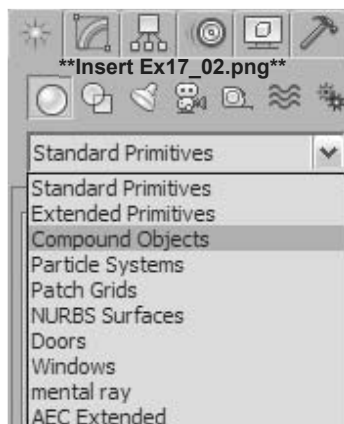 **Insert Ex17_02.png**
Standard Primitives
Standard Primitives
Extended Primitives
Compound Objects
Particle Systems
Patch Grids
NURBS Surfaces
Doors
Windows
mental ray
AEC Extended